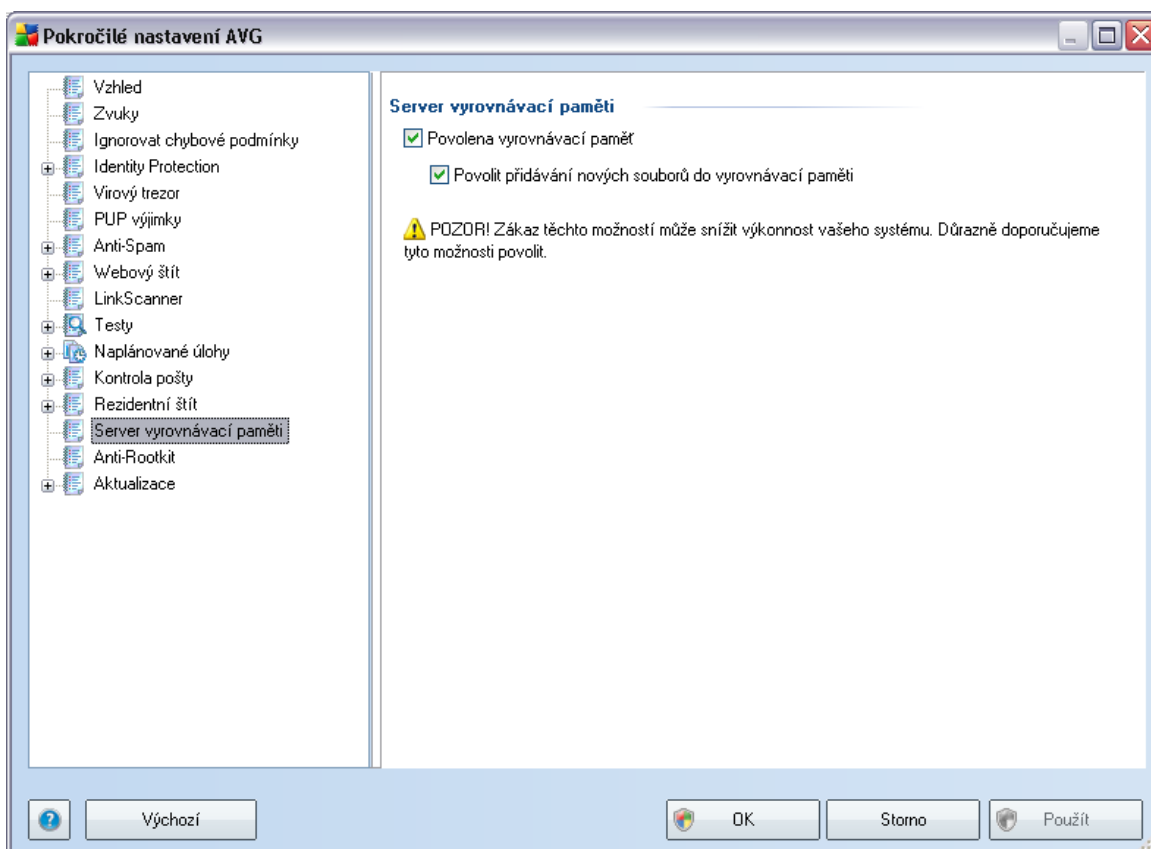 Pokročilé nastavení AVG
Vzhled
Zvuky
Ignorovat chybové podmínky
Identity Protection
Virový trezor
PUP výjimky
Anti-Spam
Webový štít
LinkScanner
Testy
Naplánované úlohy
Kontrola pošty
Rezidentní štít
Server vyrovnávací paměti
Anti-Rootkit
Aktualizace
Server vyrovnávací paměti
Povolena vyrovnávací paměť
Povolit přidávání nových souborů do vyrovnávací paměti
POZOR! Zákaz těchto možností může snížit výkonnost vašeho systému. Důrazně doporučujeme
tyto možnosti povolit.
Výchozí
OK
Storno
Použít